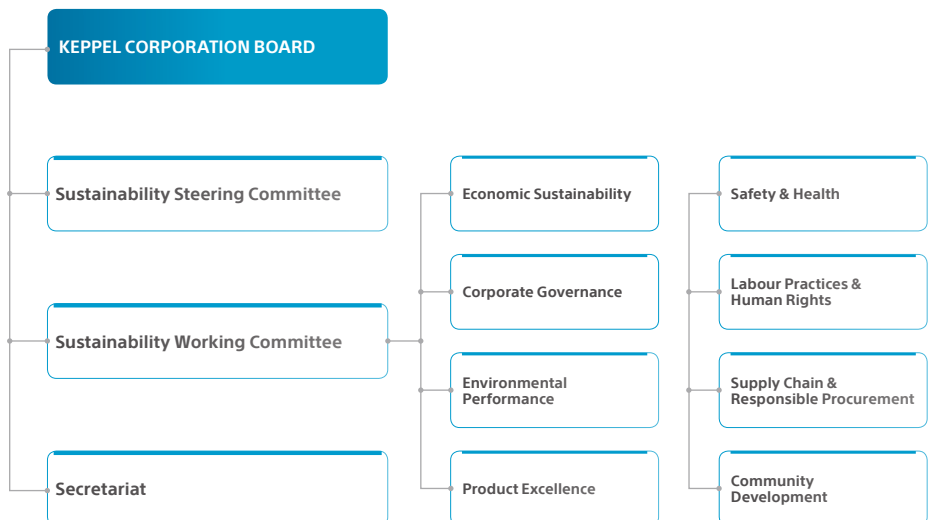 KEPPEL CORPORATION BOARD
Sustainability Steering Committee
Sustainability Working Committee
Secretariat
Economic Sustainability
Corporate Governance
Environmental
Performance
Product Excellence
Safety & Health
Labour Practices &
Human Rights
Supply Chain &
Responsible Procurement
Community
Development